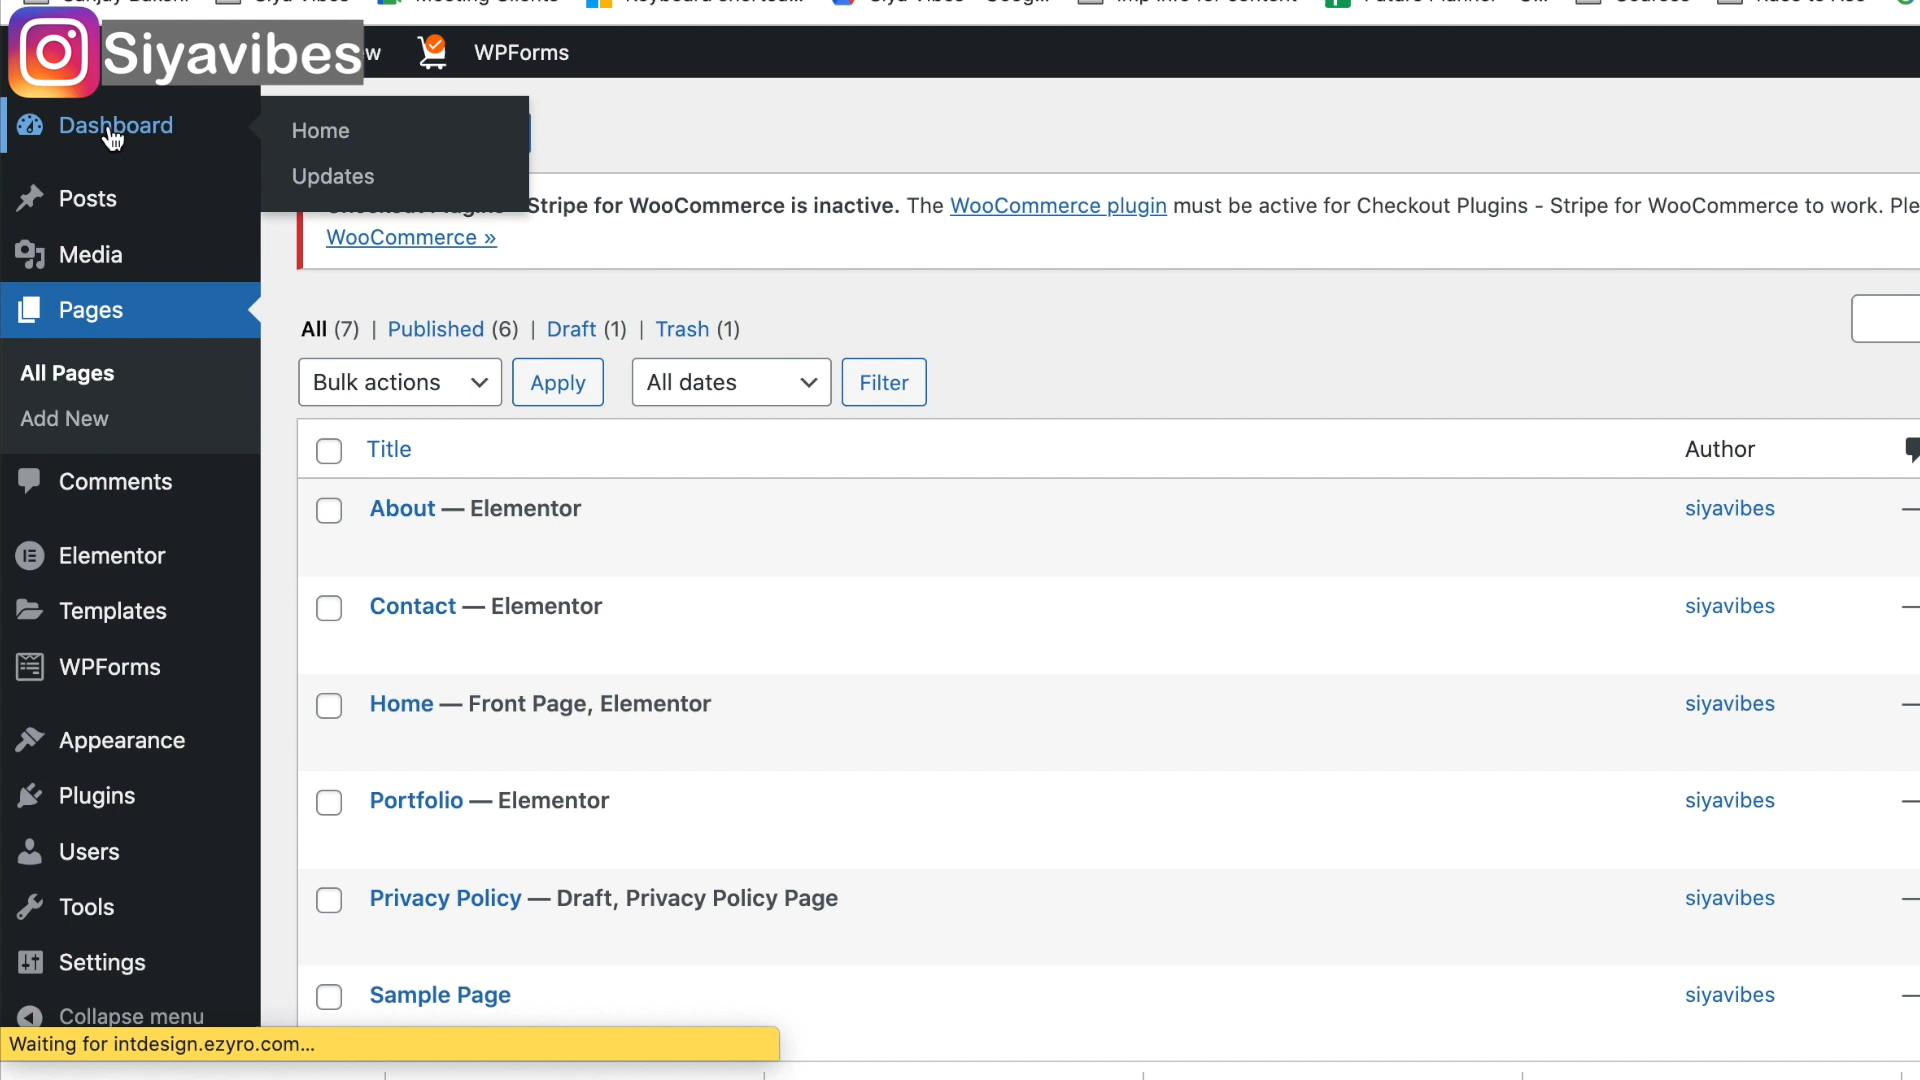 Siyavibes
w
WPForms
Dashboard
Home
Updates
Posts
Stripe for WooCommerce is inactive. The WooCommerce plugin must be active for Checkout Plugins - Stripe for WooCommerce to work. Ple
WooCommerce »
Media
Pages
All (7) | Published (6) | Draft (1) | Trash (1)
All Pages
Bulk actions
Apply
All dates
Filter
Add New
Title
Author
Comments
About — Elementor
siyavibes
Elementor
Contact — Elementor
siyavibes
Templates
WPForms
Home — Front Page, Elementor
siyavibes
Appearance
Plugins
Portfolio — Elementor
siyavibes
Users
Tools
Privacy Policy — Draft, Privacy Policy Page
siyavibes
Settings
Sample Page
siyavibes
Collapse menu
Waiting for intdesign.ezyro.com...